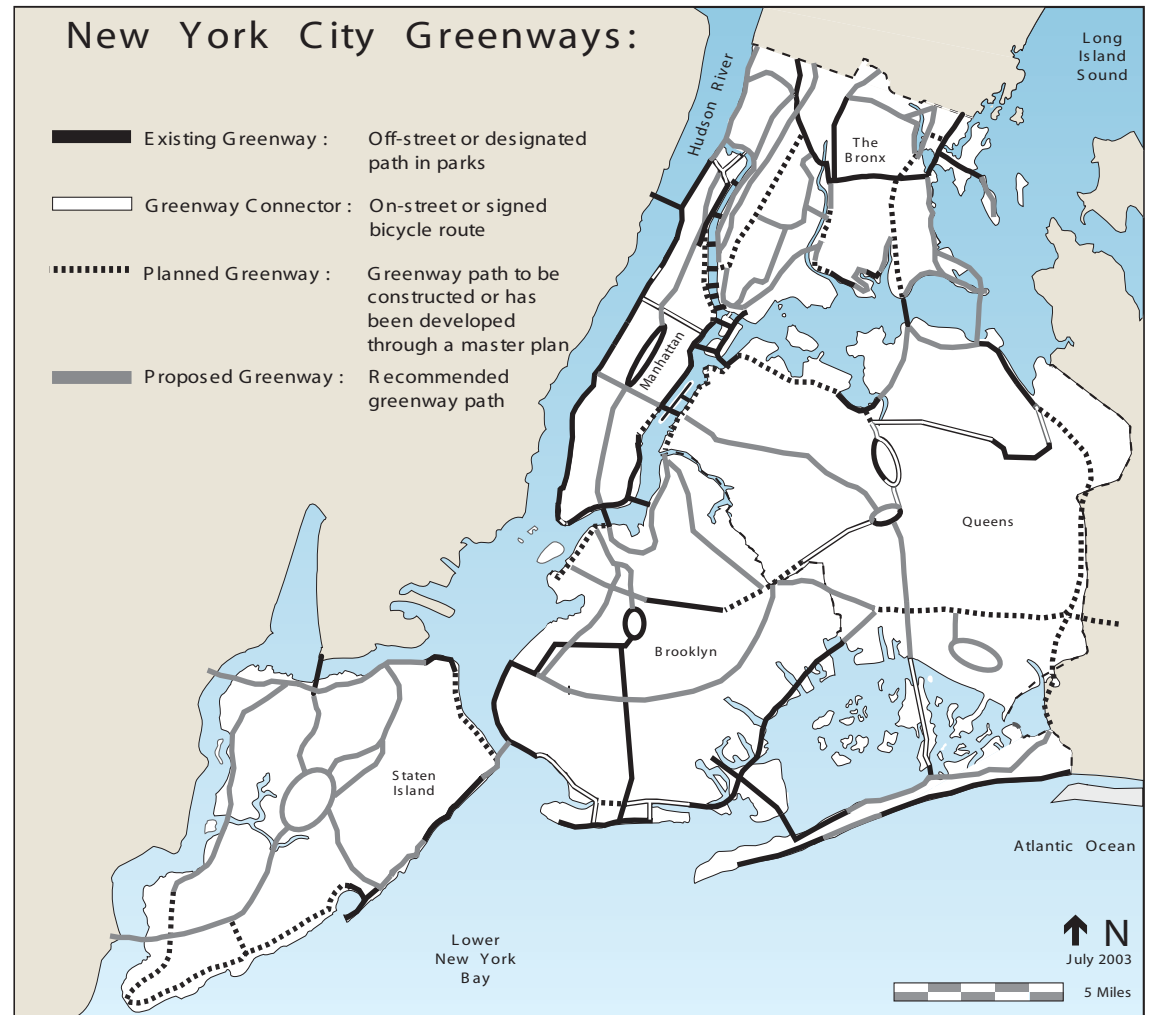 New York City Greenways:
Existing Greenway : Off-street or designated
path in parks
Greenway Connector : On-street or signed
bicycle route
Planned Greenway : Greenway path to be
constructed or has
been developed
through a master plan
Proposed Greenway : Recommended
greenway path
Hudson River
Long
Island
Sound
The
Bronx
Manhattan
Queens
Brooklyn
Staten
Island
Atlantic Ocean
Lower
New York
Bay
N
July 2003
5 Miles